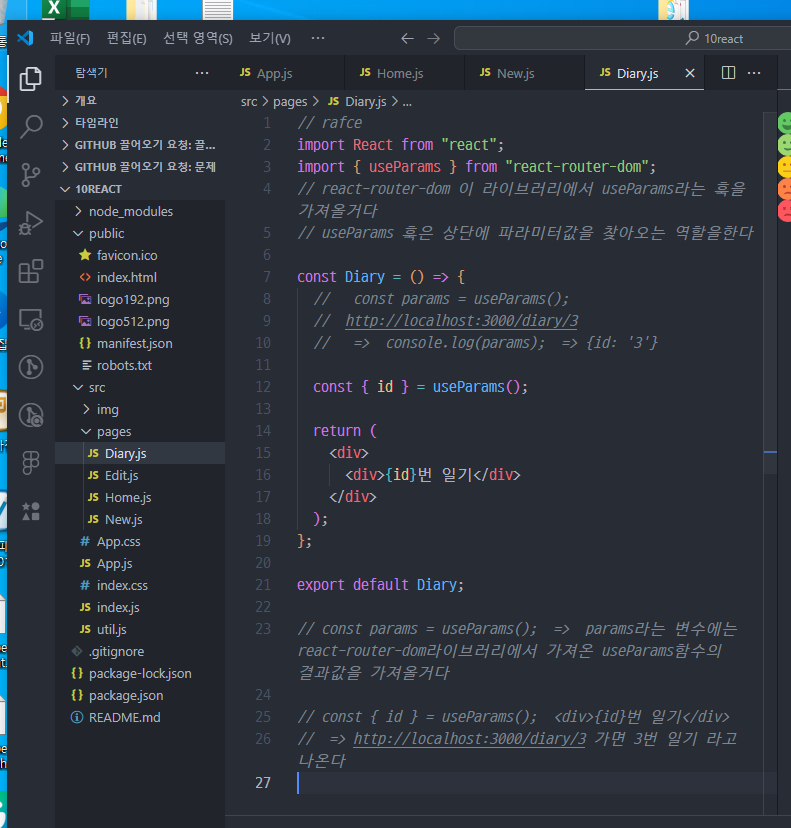 파일(F) 편집(E) 선택 영역(S) 보기(V) ··· 10react
탐색기 ···
개요
타임라인
GITHUB 끌어오기 요청: 끌...
GITHUB 끌어오기 요청: 문제
10REACT
node_modules
public
favicon.ico
index.html
logo192.png
logo512.png
manifest.json
robots.txt
src
img
pages
JS Diary.js
JS Edit.js
JS Home.js
JS New.js
# App.css
JS App.js
# index.css
JS index.js
JS util.js
.gitignore
package-lock.json
package.json
README.md
JS App.js JS Home.js JS New.js JS Diary.js
src > pages > JS Diary.js > ...
1 // rafce
2 import React from "react";
3 import { useParams } from "react-router-dom";
4 // react-router-dom 이 라이브러리에서 useParams라는 훅을
가져올거다
5 // useParams 훅은 상단에 파라미터값을 찾아오는 역할을한다
6
7 const Diary = () => {
8 // const params = useParams();
9 // http://localhost:3000/diary/3
10 // => console.log(params); => {id: '3'}
11
12 const { id } = useParams();
13
14 return (
15 <div>
16 <div>{id}번 일기</div>
17 </div>
18 );
19 };
20
21 export default Diary;
22
23 // const params = useParams(); => params라는 변수에는
react-router-dom라이브러리에서 가져온 useParams함수의
결과값을 가져올거다
24
25 // const { id } = useParams(); <div>{id}번 일기</div>
26 // => http://localhost:3000/diary/3 가면 3번 일기 라고
나온다
27